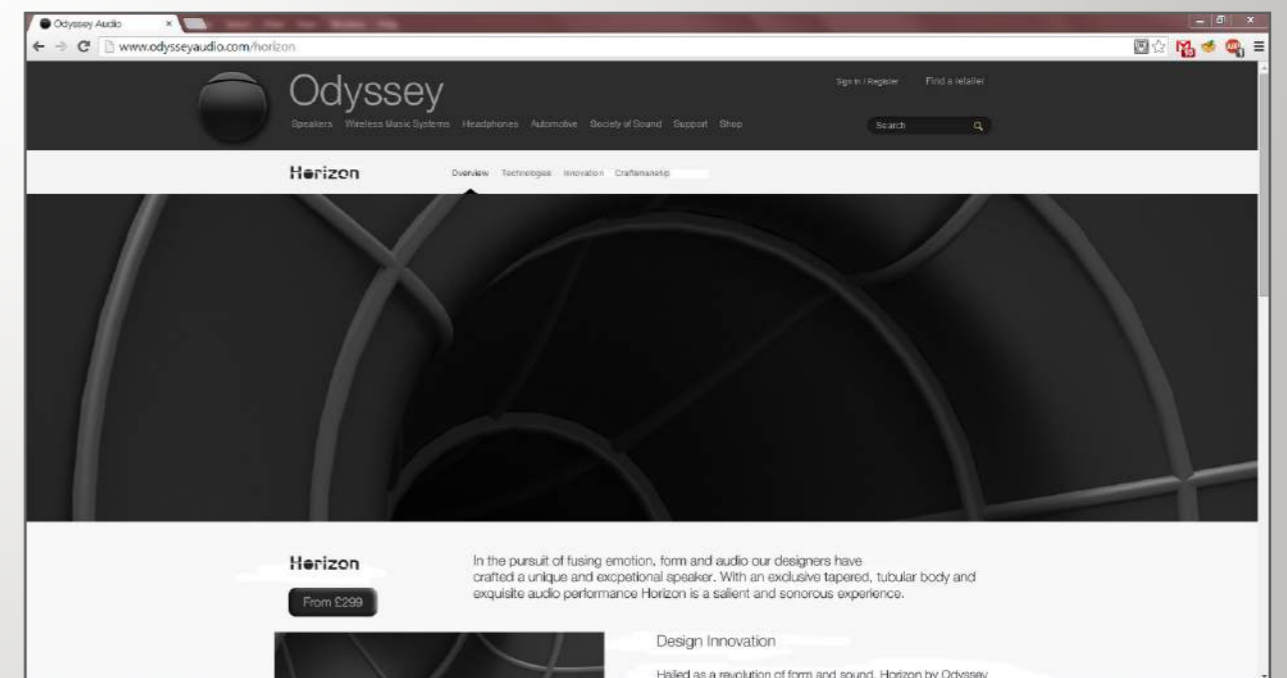 Odyssey Audio
www.odysseyaudio.com/horizon
Odyssey
Sign in / Register Find a retailer
Speakers Wireless Music Systems Headphones Automotive Society of Sound Support Shop
Search
Horizon
Overview Technologies Innovation Craftsmanship
Horizon
From £299
In the pursuit of fusing emotion, form and audio our designers have
crafted a unique and excpetional speaker. With an exclusive tapered, tubular body and
exquisite audio performance Horizon is a salient and sonorous experience.
Design Innovation
Hailed as a revolution of form and sound, Horizon by Odyssey